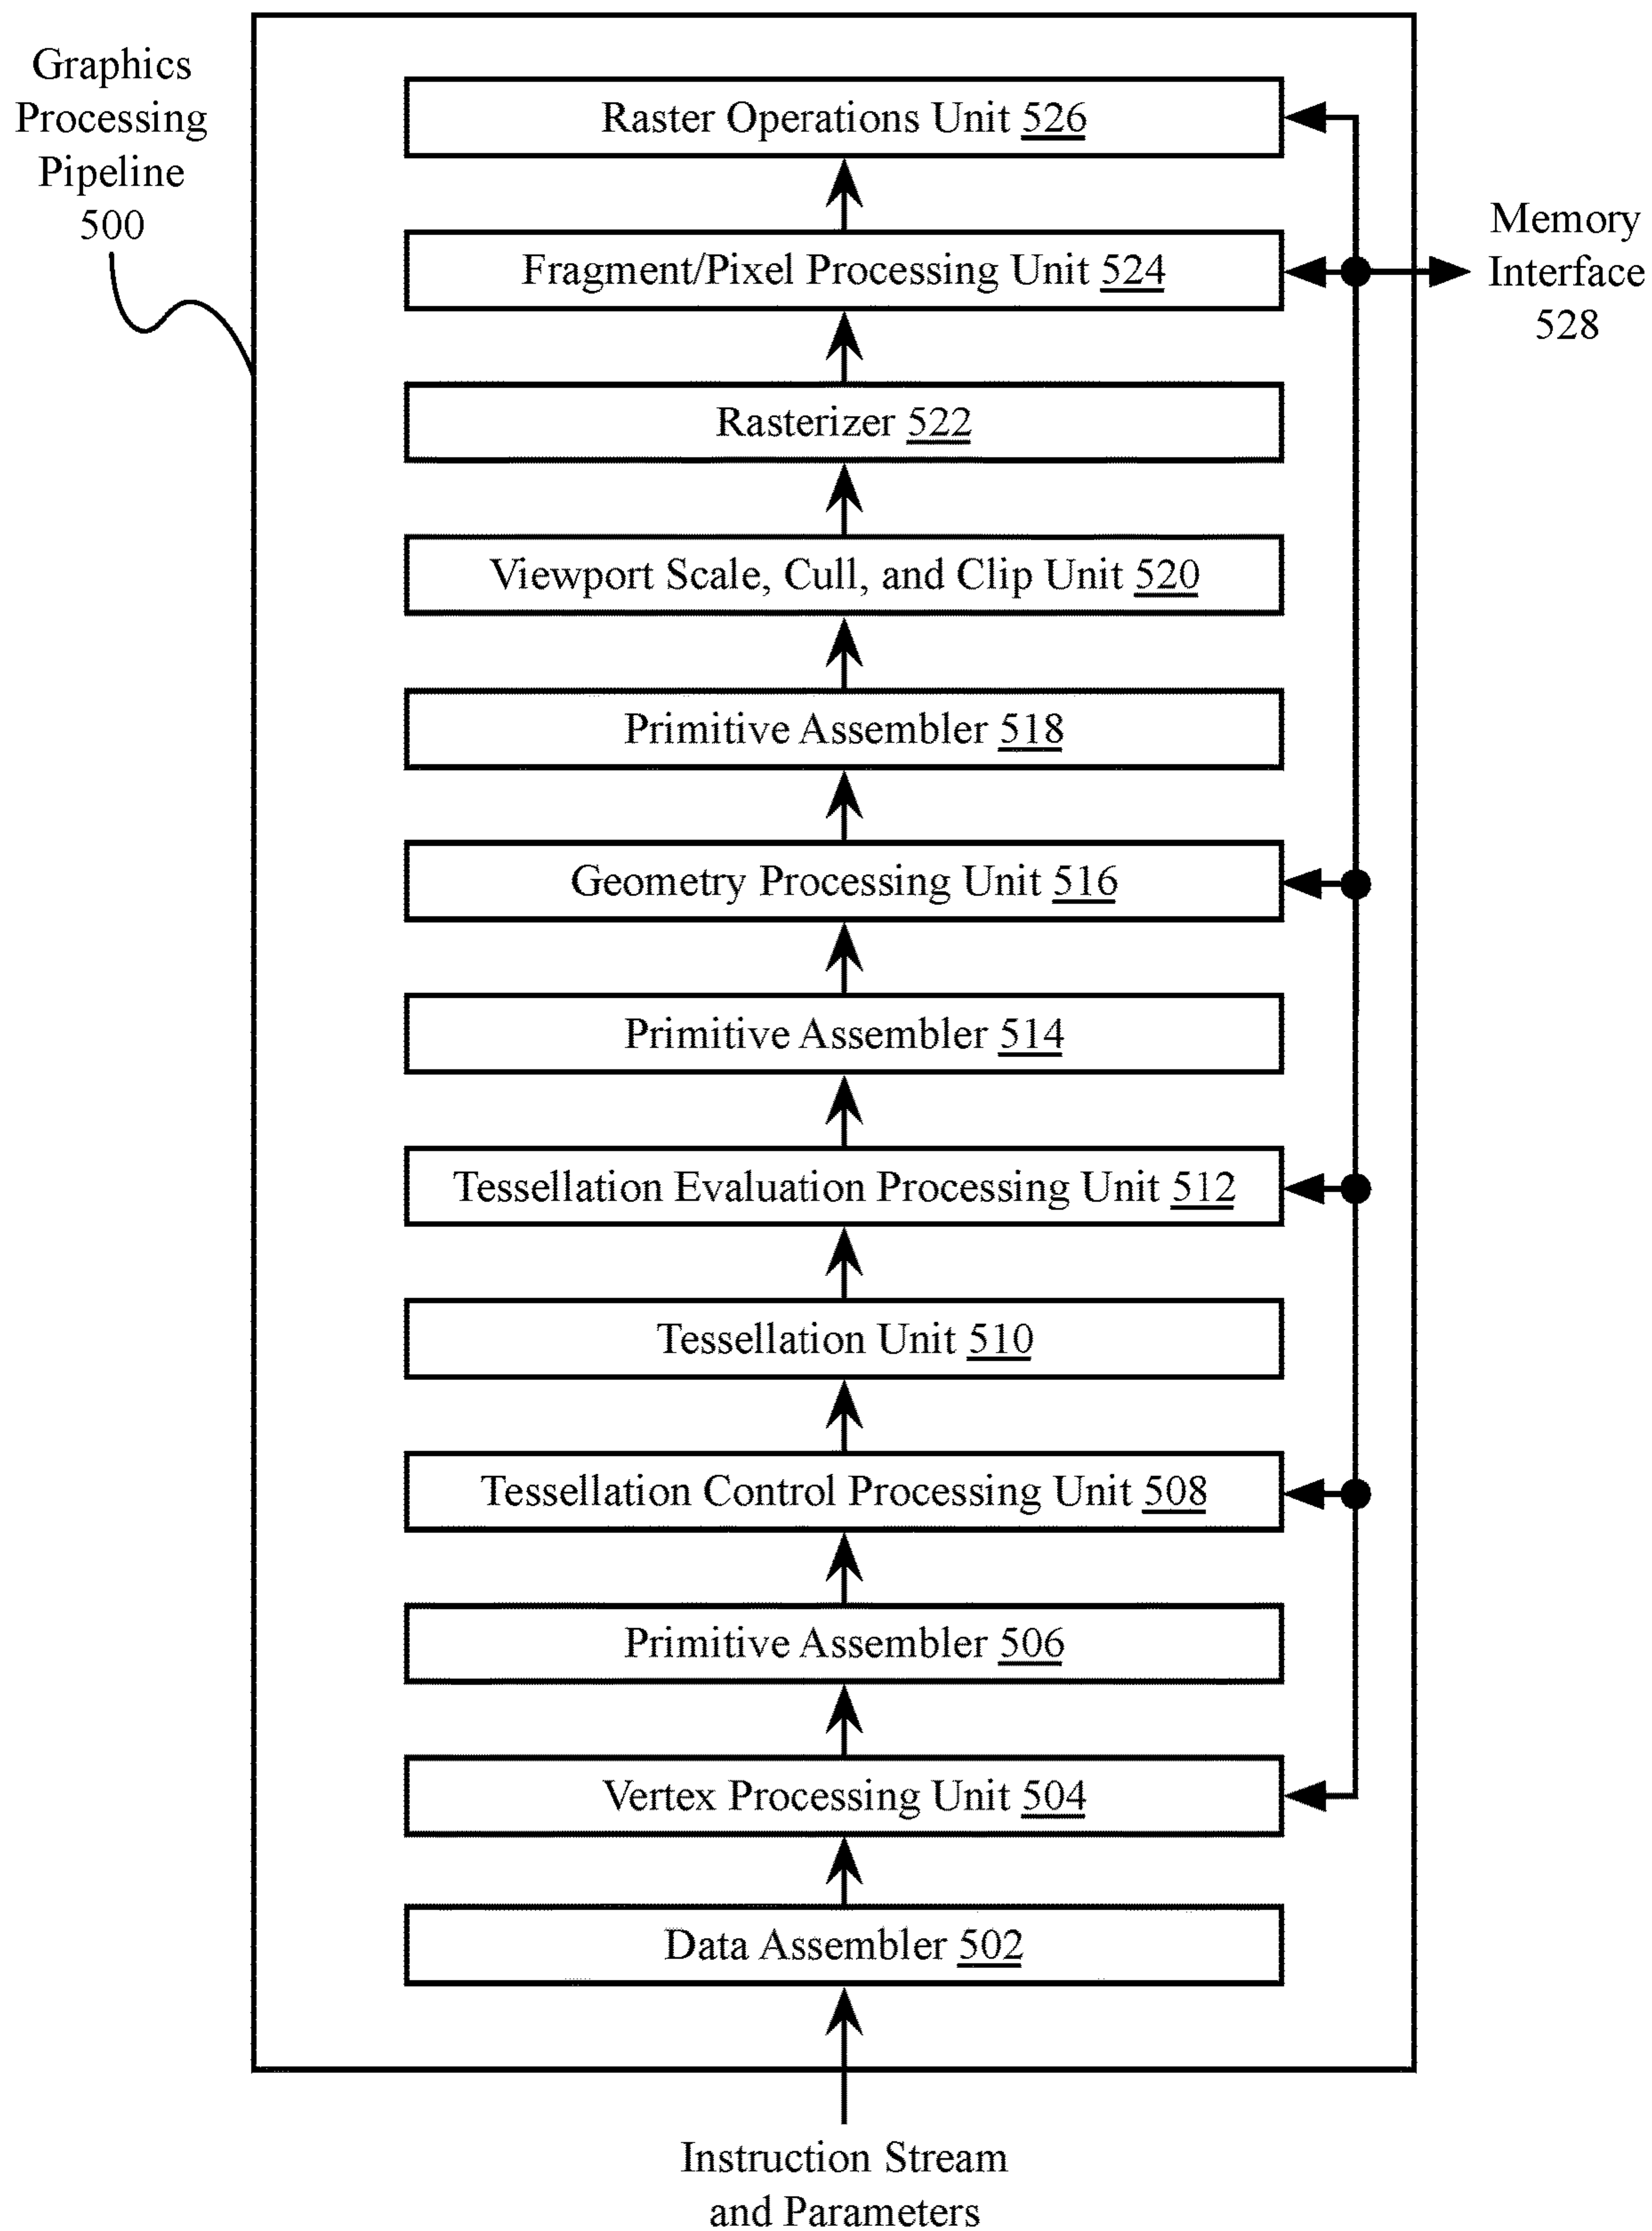 Graphics
Processing
Pipeline
500
Raster Operations Unit 526
Fragment/Pixel Processing Unit 524
Memory
Interface
528
Rasterizer 522
Viewport Scale, Cull, and Clip Unit 520
Primitive Assembler 518
Geometry Processing Unit 516
Primitive Assembler 514
Tessellation Evaluation Processing Unit 512
Tessellation Unit 510
Tessellation Control Processing Unit 508
Primitive Assembler 506
Vertex Processing Unit 504
Data Assembler 502
Instruction Stream
and Parameters